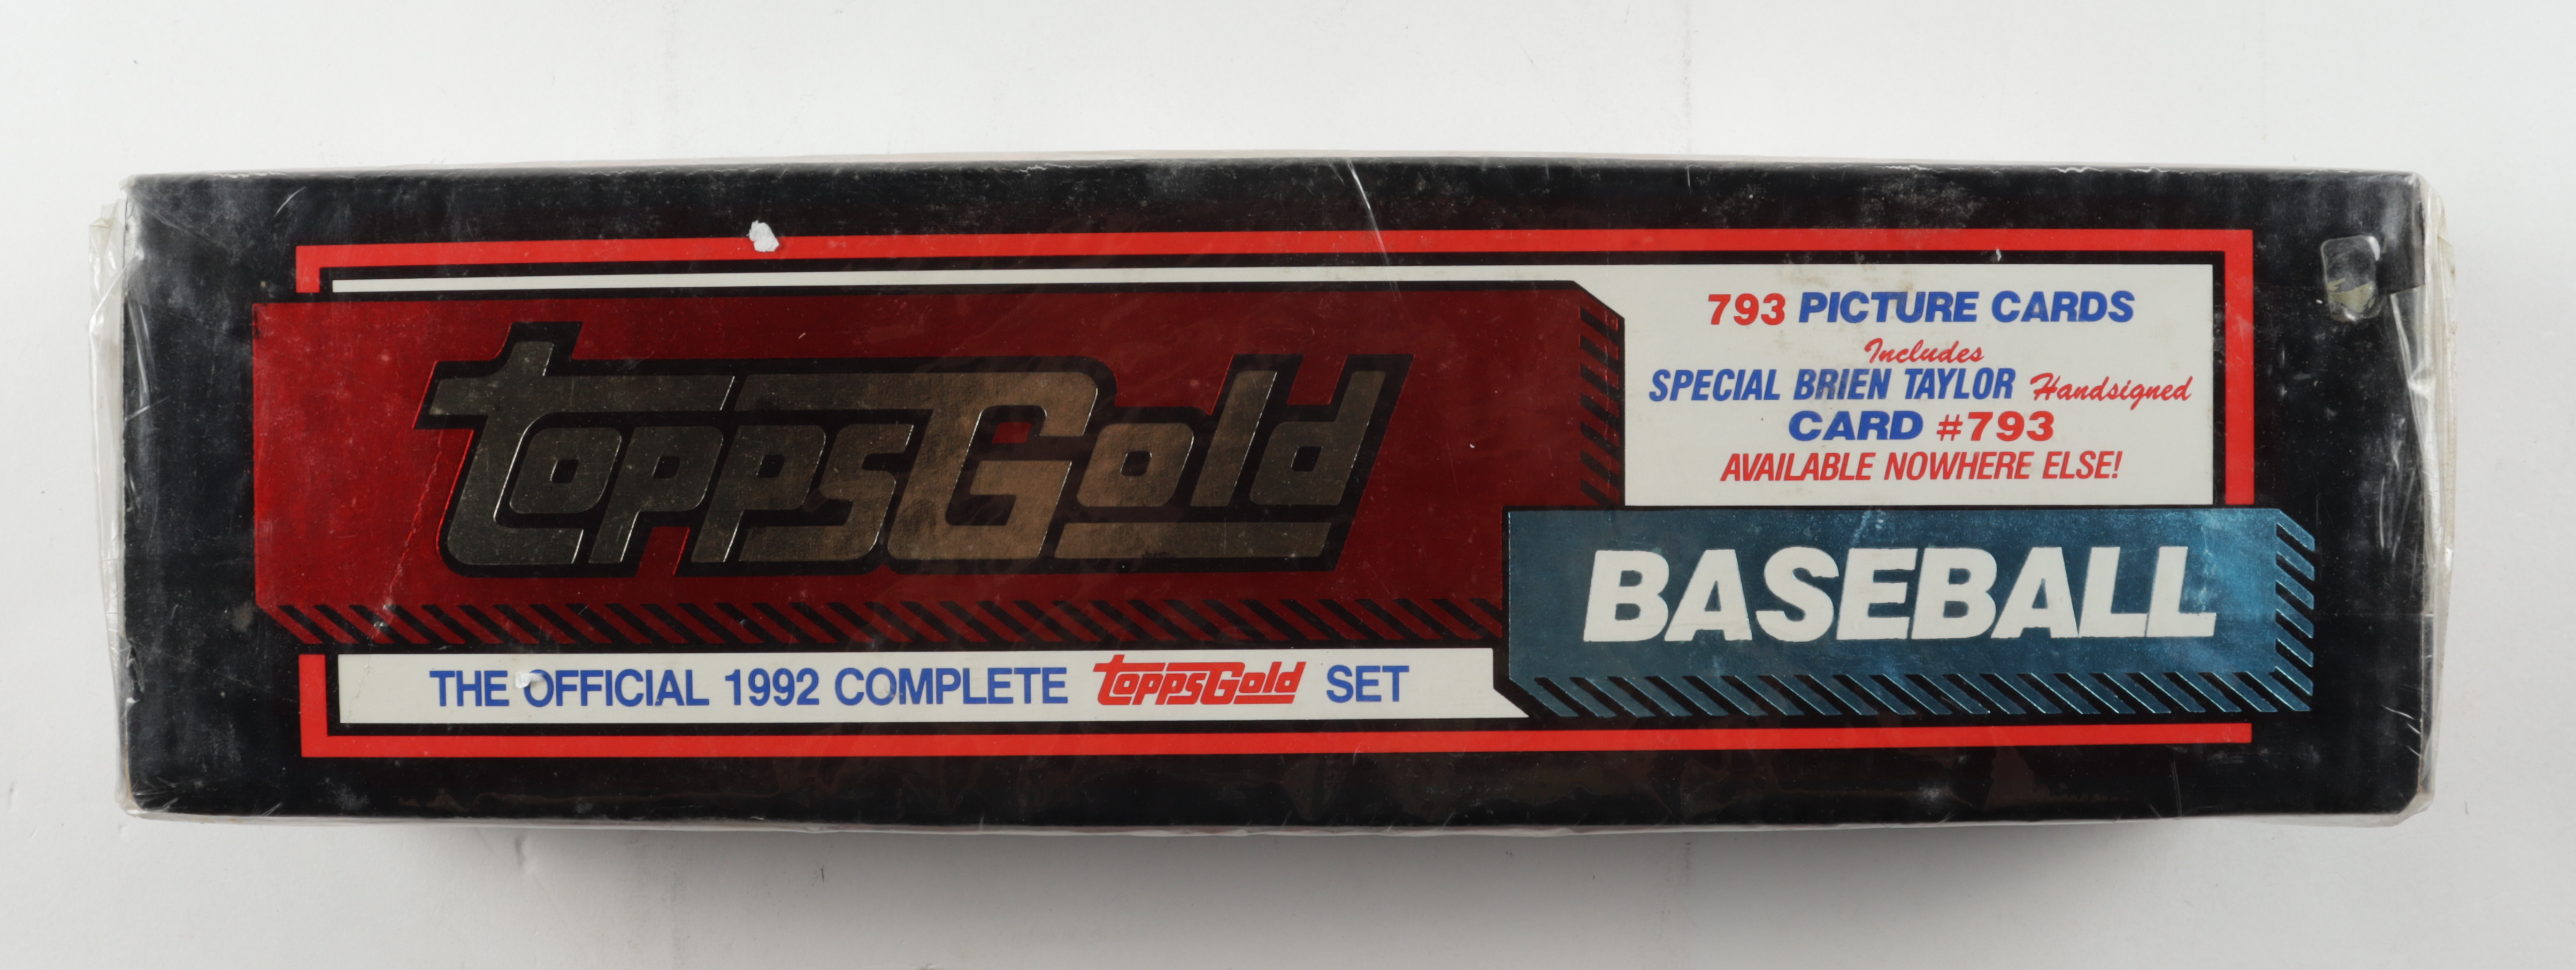 toppsGold
793 PICTURE CARDS
Includes
SPECIAL BRIEN TAYLOR Handsigned
CARD #793
AVAILABLE NOWHERE ELSE!
BASEBALL
THE OFFICIAL 1992 COMPLETE toppsGold SET